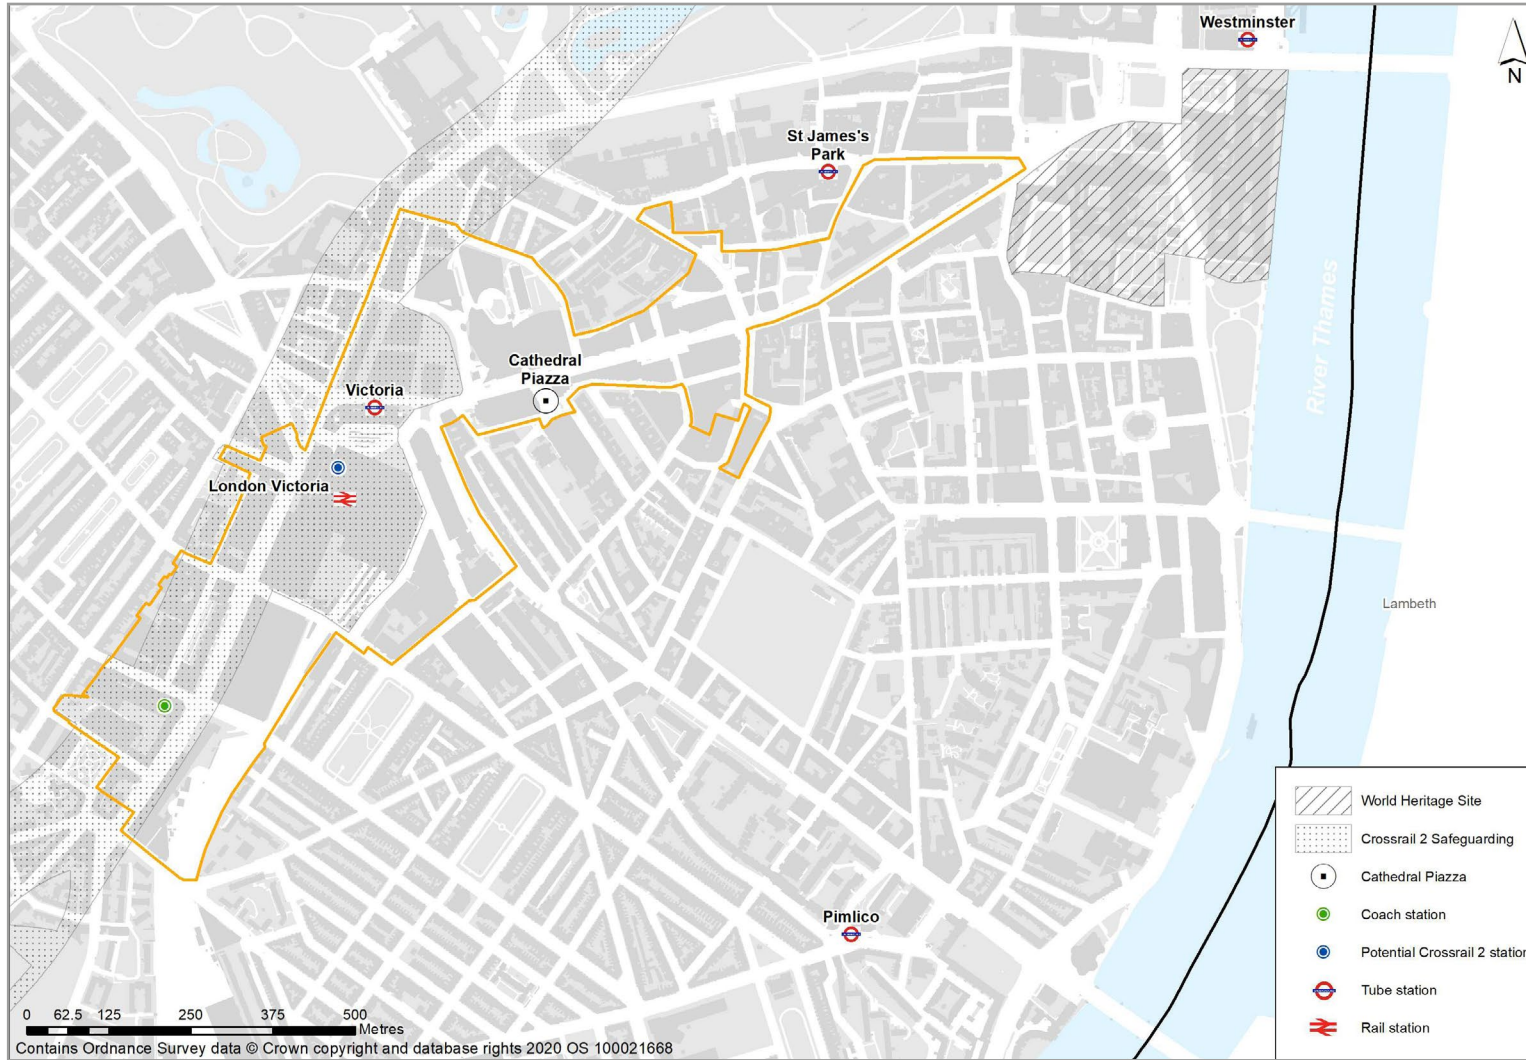 Westminster
N
St James's
Park
Cathedral
Piazza
Victoria
London Victoria
River Thames
Lambeth
Pimlico
World Heritage Site
Crossrail 2 Safeguarding
Cathedral Piazza
Coach station
Potential Crossrail 2 station
Tube station
Rail station
0 62.5 125 250 375 500
Metres
Contains Ordnance Survey data © Crown copyright and database rights 2020 OS 100021668